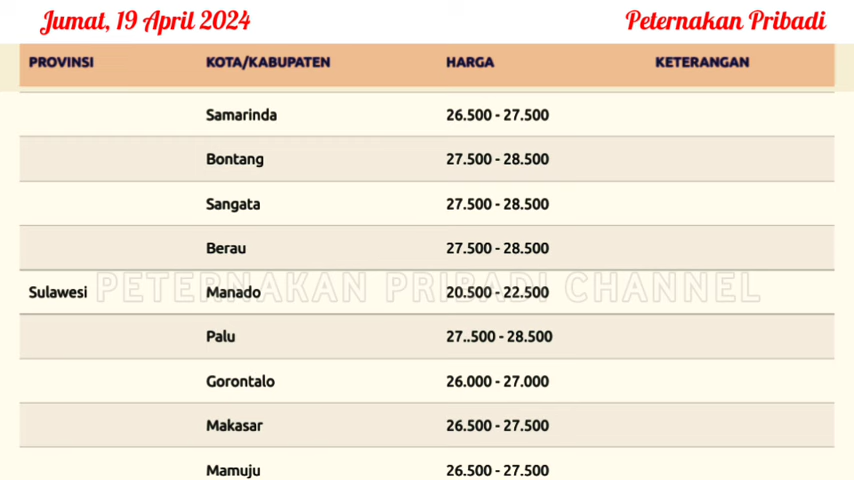 Jumat, 19 April 2024 Peternakan Pribadi
PROVINSI KOTA/KABUPATEN HARGA KETERANGAN
Samarinda 26.500 - 27.500
Bontang 27.500 - 28.500
Sangata 27.500 - 28.500
Berau 27.500 - 28.500
PETERNAKAN PRIBADI CHANNEL
Sulawesi Manado 20.500 - 22.500
Palu 27..500 - 28.500
Gorontalo 26.000 - 27.000
Makasar 26.500 - 27.500
Mamuju 26.500 - 27.500